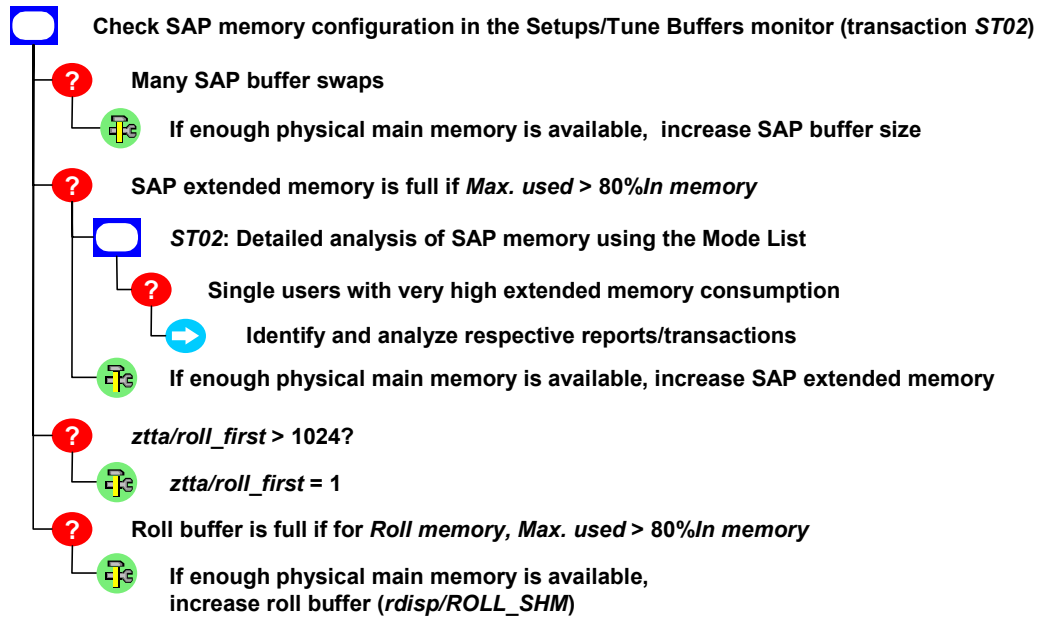 Check SAP memory configuration in the Setups/Tune Buffers monitor (transaction ST02)
?
Many SAP buffer swaps
If enough physical main memory is available, increase SAP buffer size
?
SAP extended memory is full if Max. used > 80%In memory
ST02: Detailed analysis of SAP memory using the Mode List
?
Single users with very high extended memory consumption
Identify and analyze respective reports/transactions
If enough physical main memory is available, increase SAP extended memory
?
ztta/roll_first > 1024?
ztta/roll_first = 1
?
Roll buffer is full if for Roll memory, Max. used > 80%In memory
If enough physical main memory is available,
increase roll buffer (rdisp/ROLL_SHM)